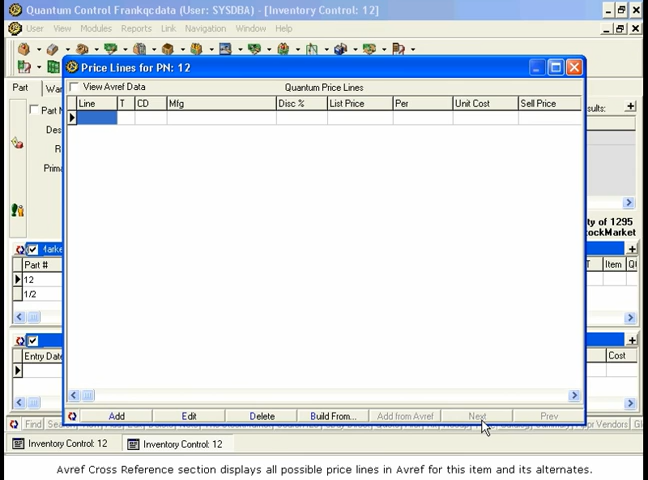 Quantum Control Frankqcdata (User: SYSDBA) - [Inventory Control: 12]
User View Modules Reports Link Navigation Window Help
Price Lines for PN: 12
Part
View Avref Data Quantum Price Lines
Line T CD Mfg Disc % List Price Per Unit Cost Sell Price
ty of 1295
Part # Item
12
1/2
Entry Date Cost
Add Edit Delete Build From... Add from Avref Next Prev
Find
Inventory Control: 12 Inventory Control: 12
Avref Cross Reference section displays all possible price lines in Avref for this item and its alternates.